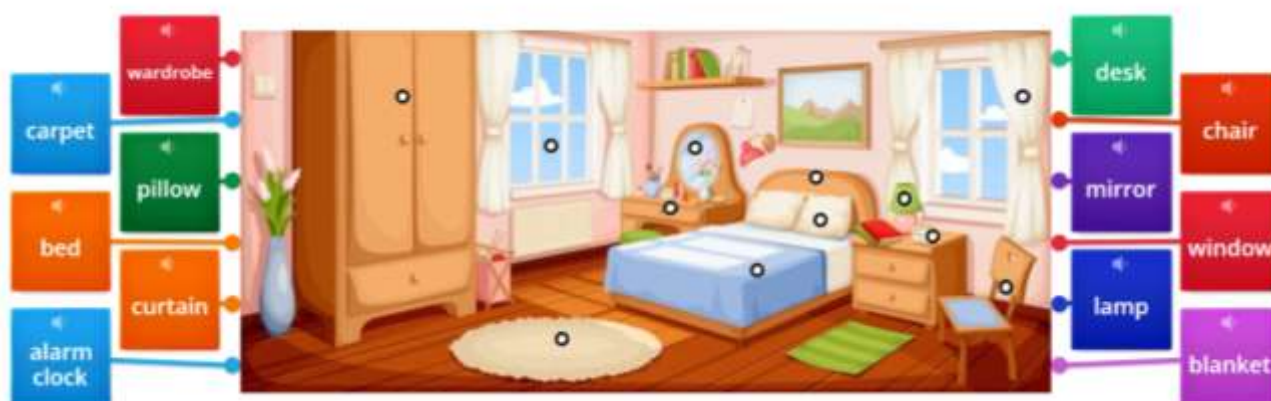 wardrobe
carpet
pillow
bed
curtain
alarm
clock
desk
chair
mirror
window
lamp
blanket